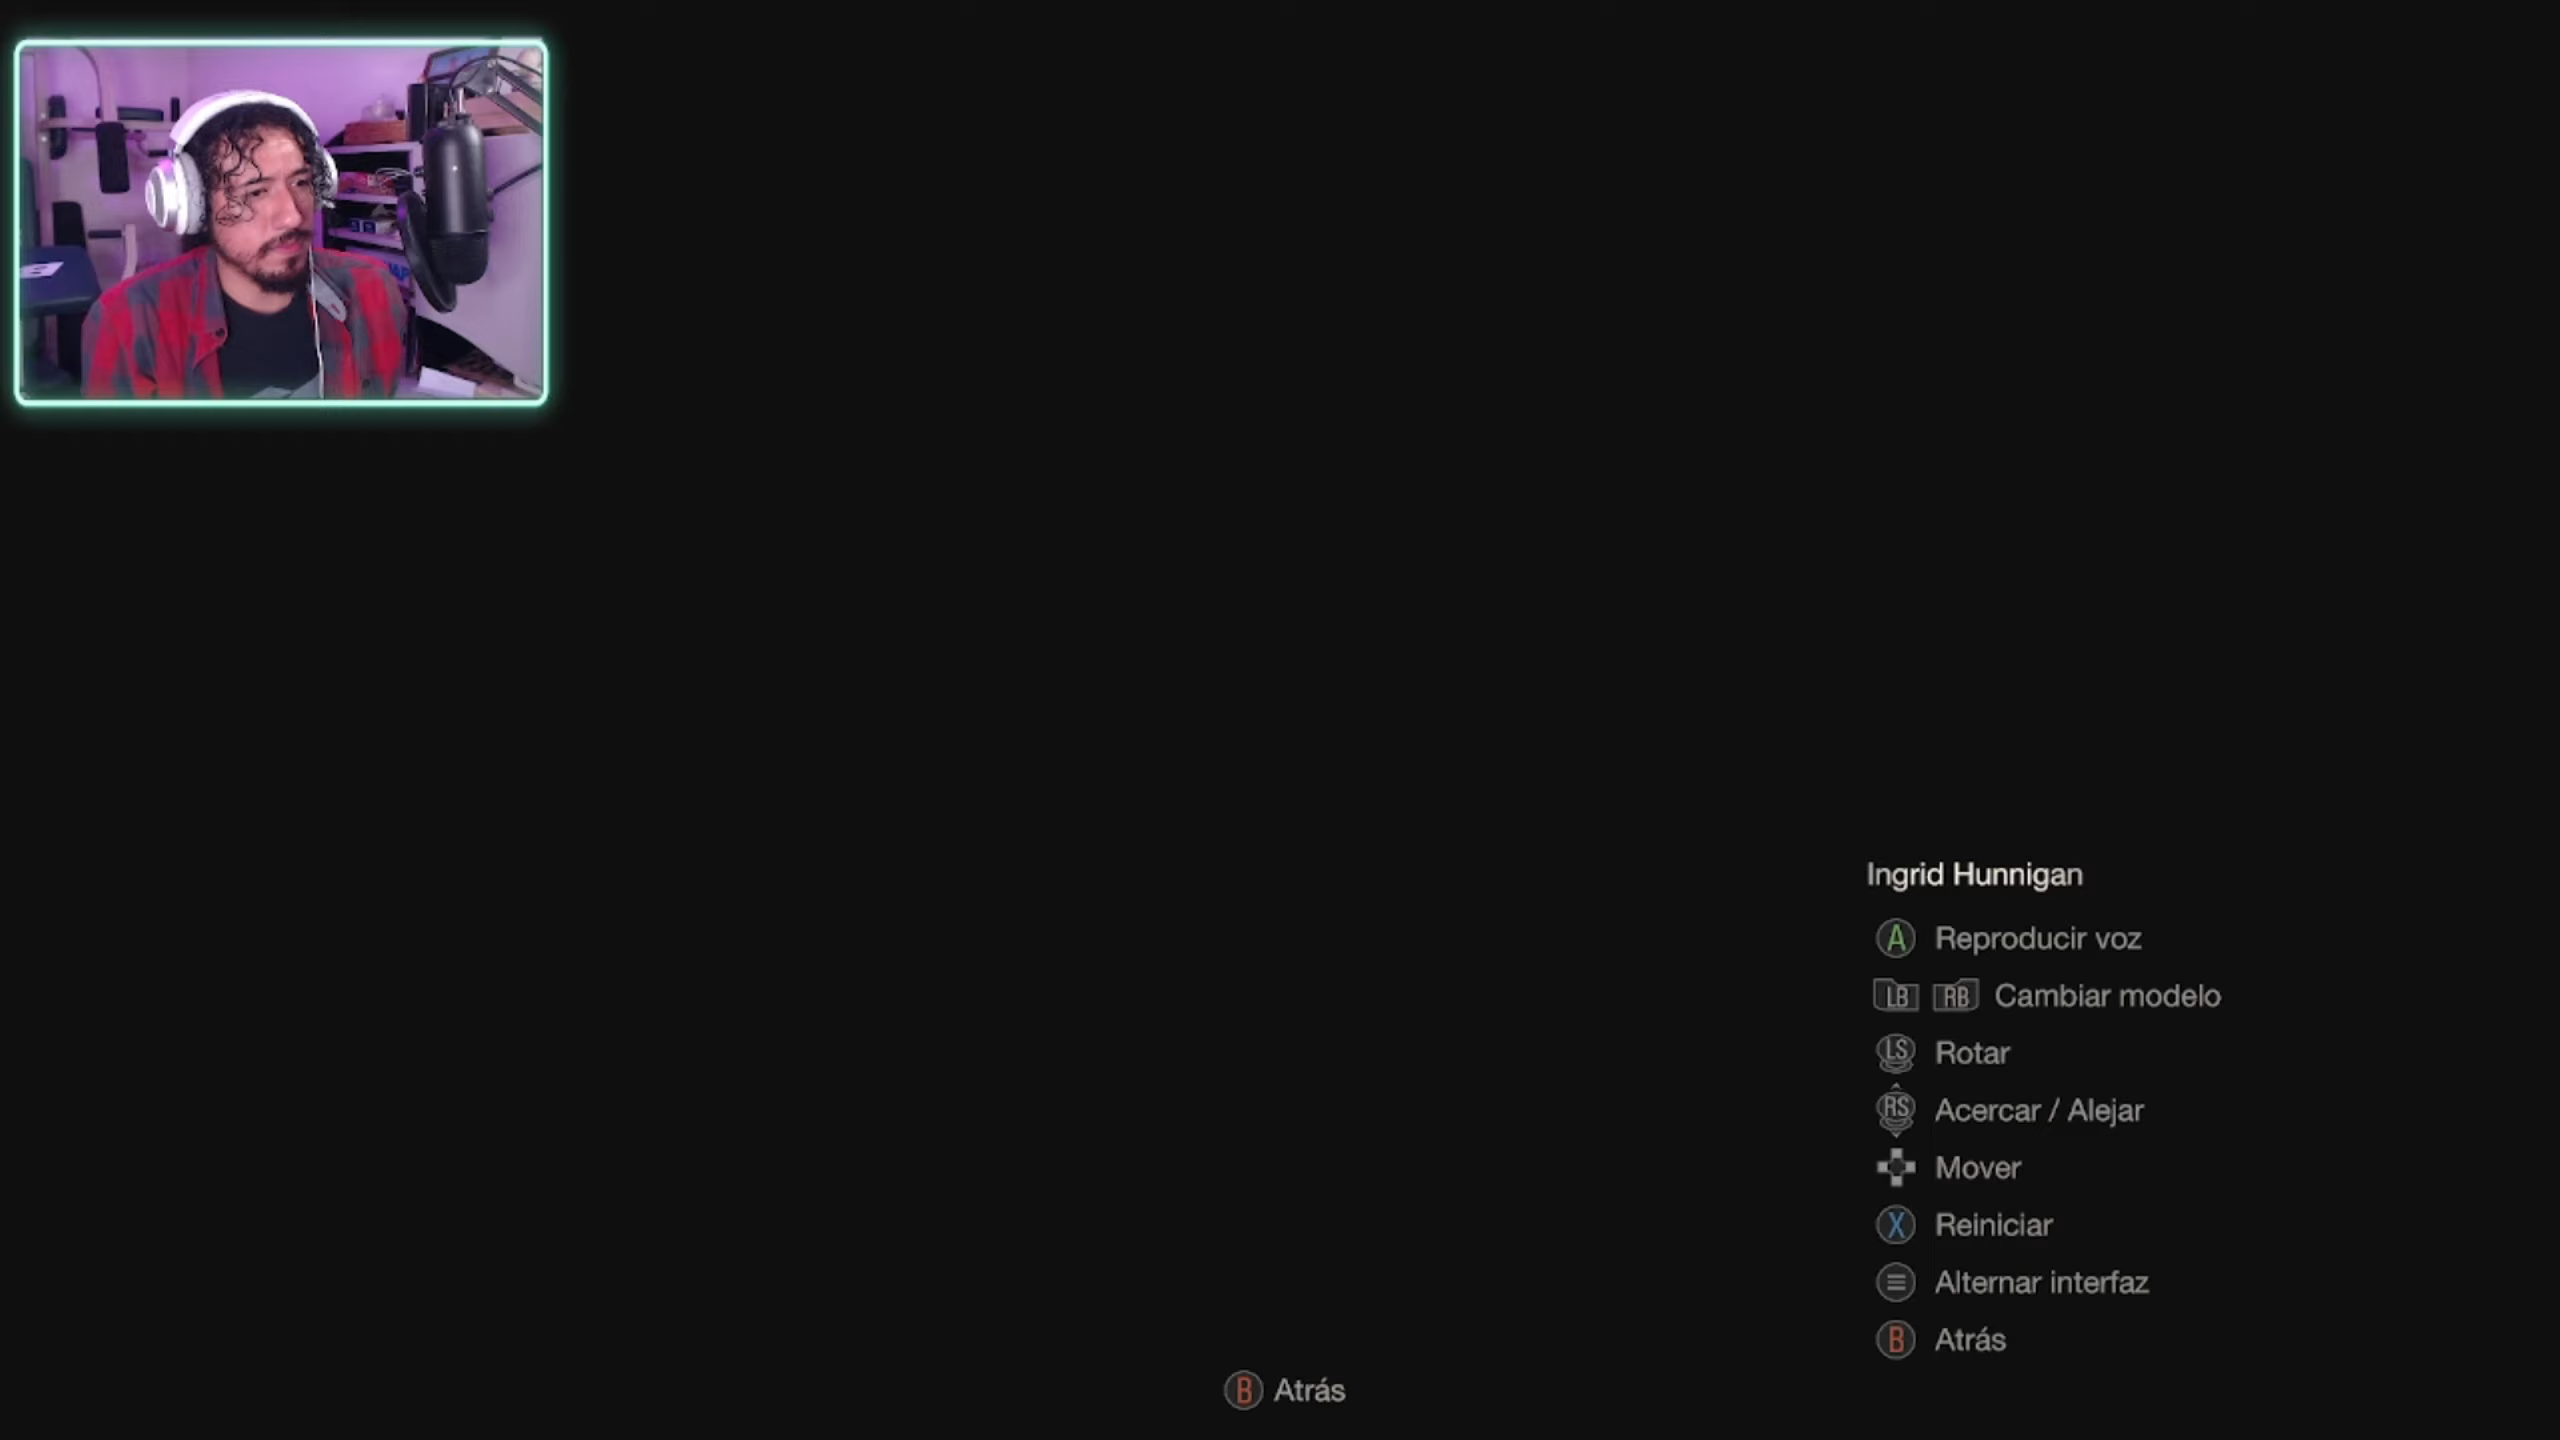 Ingrid Hunnigan
A Reproducir voz
LB RB Cambiar modelo
LS Rotar
RS Acercar / Alejar
Mover
X Reiniciar
Alternar interfaz
B Atrás
B Atrás